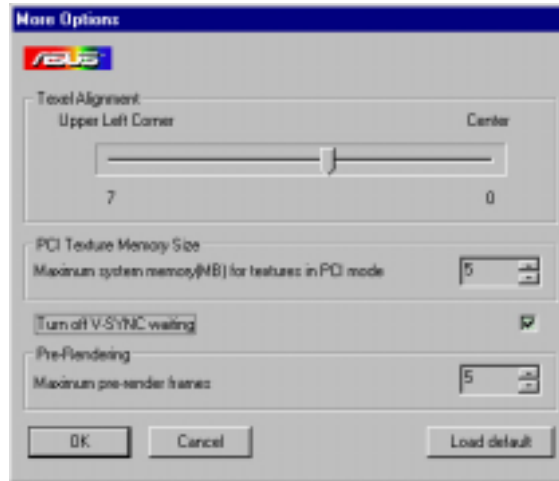 More Options
ASUS
Texel Alignment
Upper Left Corner Center
7 0
PCI Texture Memory Size
Maximum system memory(MB) for textures in PCI mode
5
Turn off V-SYNC waiting
Pre-Rendering
Maximum pre-render frames
5
OK Cancel Load default